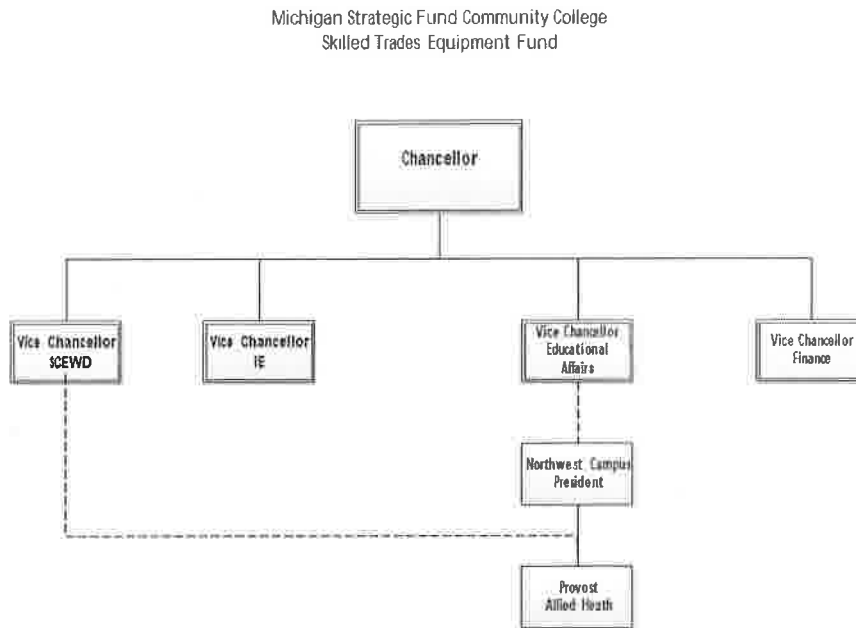 Michigan Strategic Fund Community College
Skilled Trades Equipment Fund
Chancellor
Vice Chancellor
SCEWD
Vice Chancellor
IE
Vice Chancellor
Educational
Affairs
Vice Chancellor
Finance
Northwest Campus
President
Provost
Allied Heath